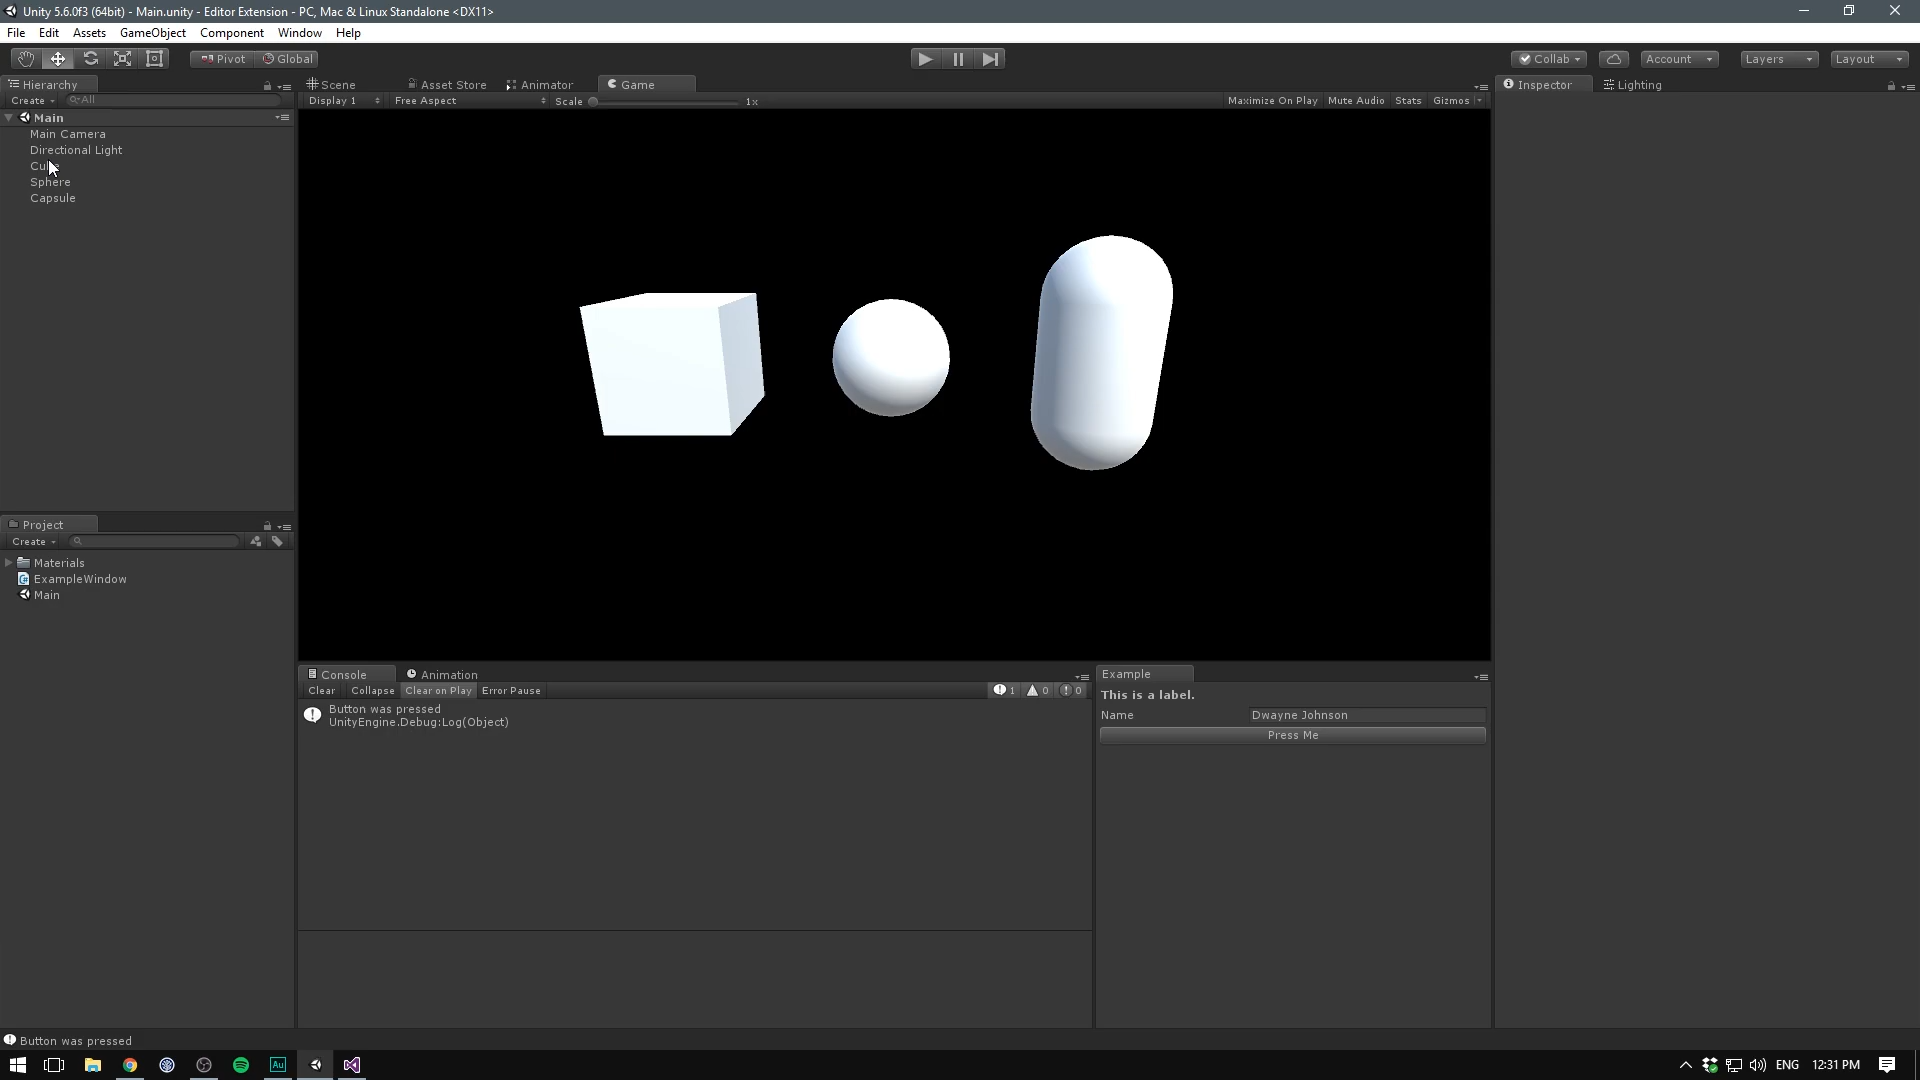 Unity 5.6.0f3 (64bit) - Main.unity - Editor Extension - PC, Mac & Linux Standalone <DX11>
File Edit Assets GameObject Component Window Help
Pivot Global Collab Account Layers Layout
Hierarchy
Create All
Main
Main Camera
Directional Light
Sphere
Capsule
Scene Asset Store Animator Game
Display 1 Free Aspect Scale 1x Maximize On Play Mute Audio Stats Gizmos
Inspector Lighting
Project
Create
Materials
ExampleWindow
Main
Console Animation
Clear Collapse Clear on Play Error Pause 1 0 0
Button was pressed
UnityEngine.Debug:Log(Object)
Example
This is a label.
Name Dwayne Johnson
Press Me
Button was pressed
Au
ENG 12:31 PM